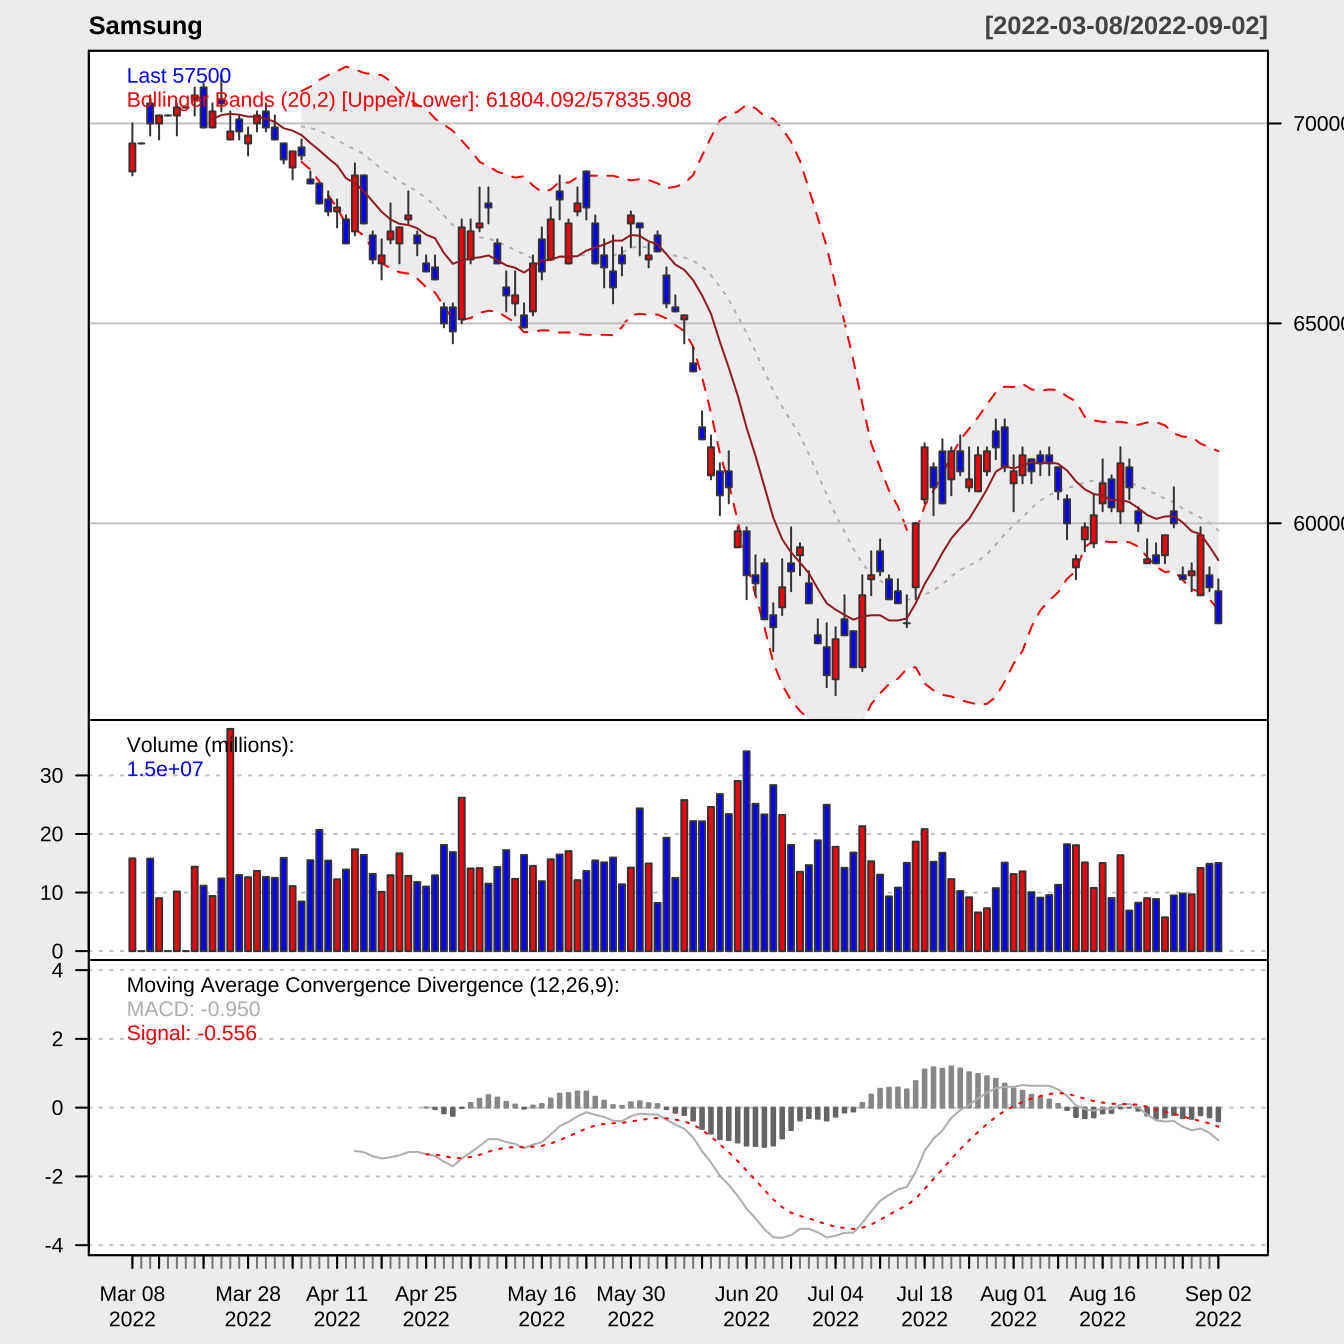 Samsung
[2022-03-08/2022-09-02]
Last 57500
Bollinger Bands (20,2) [Upper/Lower]: 61804.092/57835.908
70000
65000
60000
Volume (millions):
1.5e+07
30
20
10
0
4
Moving Average Convergence Divergence (12,26,9):
MACD: -0.950
Signal: -0.556
2
0
-2
-4
Mar 08 Mar 28 Apr 11 Apr 25 May 16 May 30 Jun 20 Jul 04 Jul 18 Aug 01 Aug 16 Sep 02
2022 2022 2022 2022 2022 2022 2022 2022 2022 2022 2022 2022